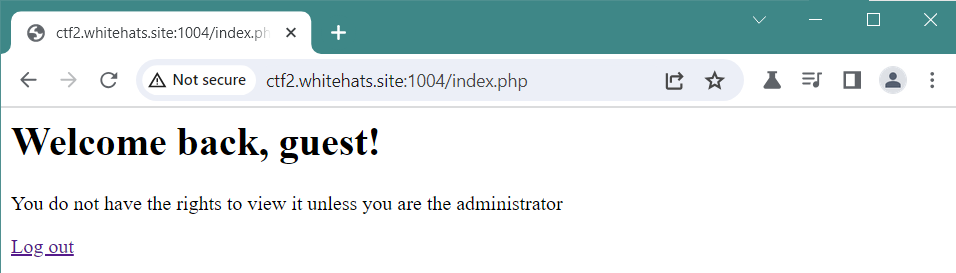 ctf2.whitehats.site:1004/index.ph
Not secure
ctf2.whitehats.site:1004/index.php
Welcome back, guest!
You do not have the rights to view it unless you are the administrator
Log out